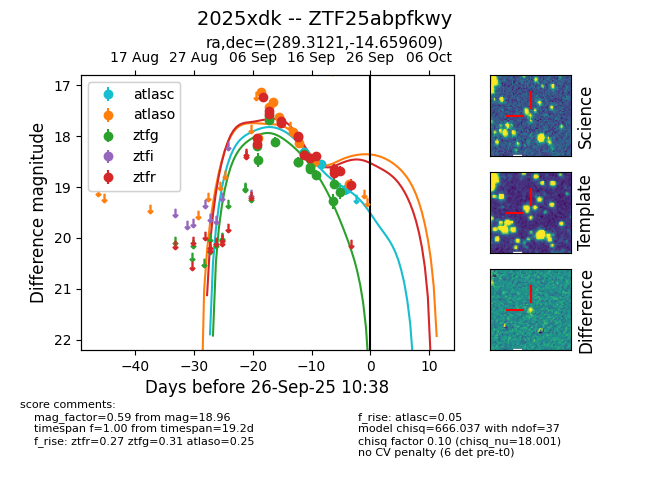 2025xdk -- ZTF25abpfkwy
ra,dec=(289.3121,-14.659609)
17 Aug 27 Aug 06 Sep 16 Sep 26 Sep 06 Oct
17
18
19
20
21
22
Difference magnitude
atlasc
atlaso
ztfg
ztfi
ztfr
−40 −30 −20 −10 0 10
Days before 26-Sep-25 10:38
Science
Template
Difference
score comments:
mag_factor=0.59 from mag=18.96
timespan f=1.00 from timespan=19.2d
f_rise: ztfr=0.27 ztfg=0.31 atlaso=0.25
f_rise: atlasc=0.05
model chisq=666.037 with ndof=37
chisq factor 0.10 (chisq_nu=18.001)
no CV penalty (6 det pre-t0)